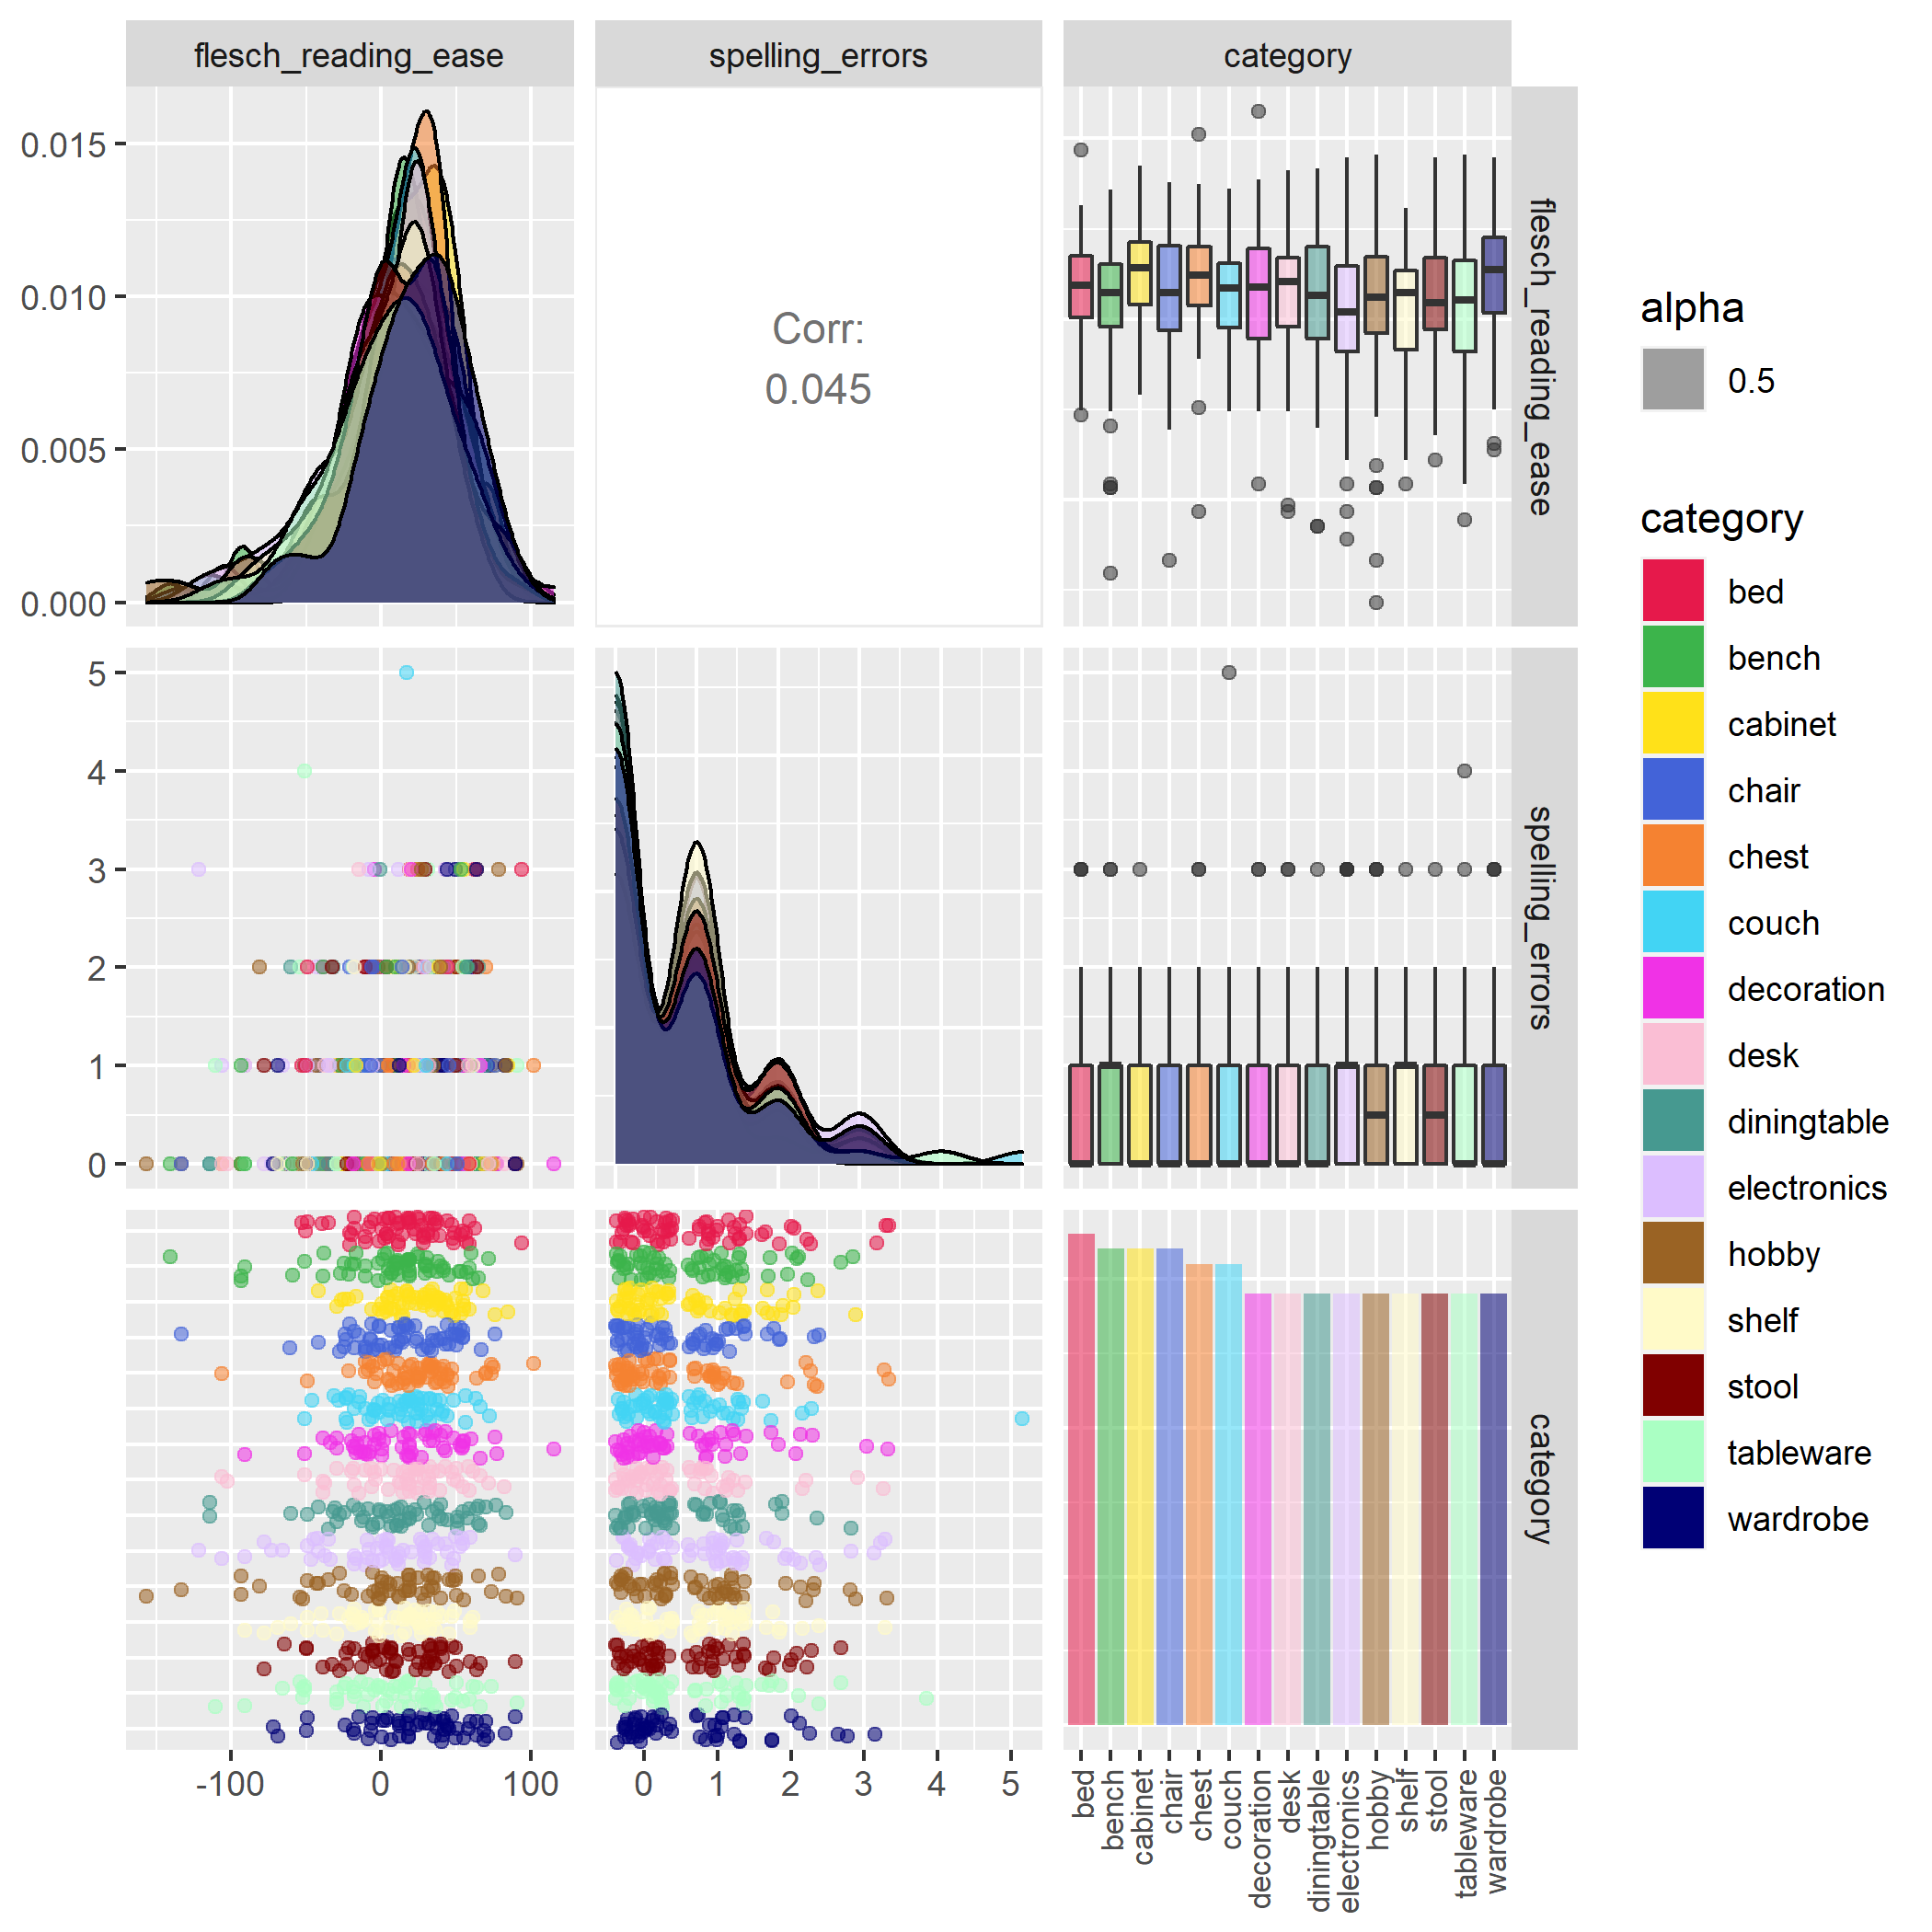 flesch_reading_ease
spelling_errors
category
0.015
0.010
0.005
0.000
Corr:
0.045
flesch_reading_ease
5
4
3
2
1
0
spelling_errors
category
-100
0
100
0
1
2
3
4
5
bed
bench
cabinet
chair
chest
couch
decoration
desk
diningtable
electronics
hobby
shelf
stool
tableware
wardrobe
alpha
0.5
category
bed
bench
cabinet
chair
chest
couch
decoration
desk
diningtable
electronics
hobby
shelf
stool
tableware
wardrobe